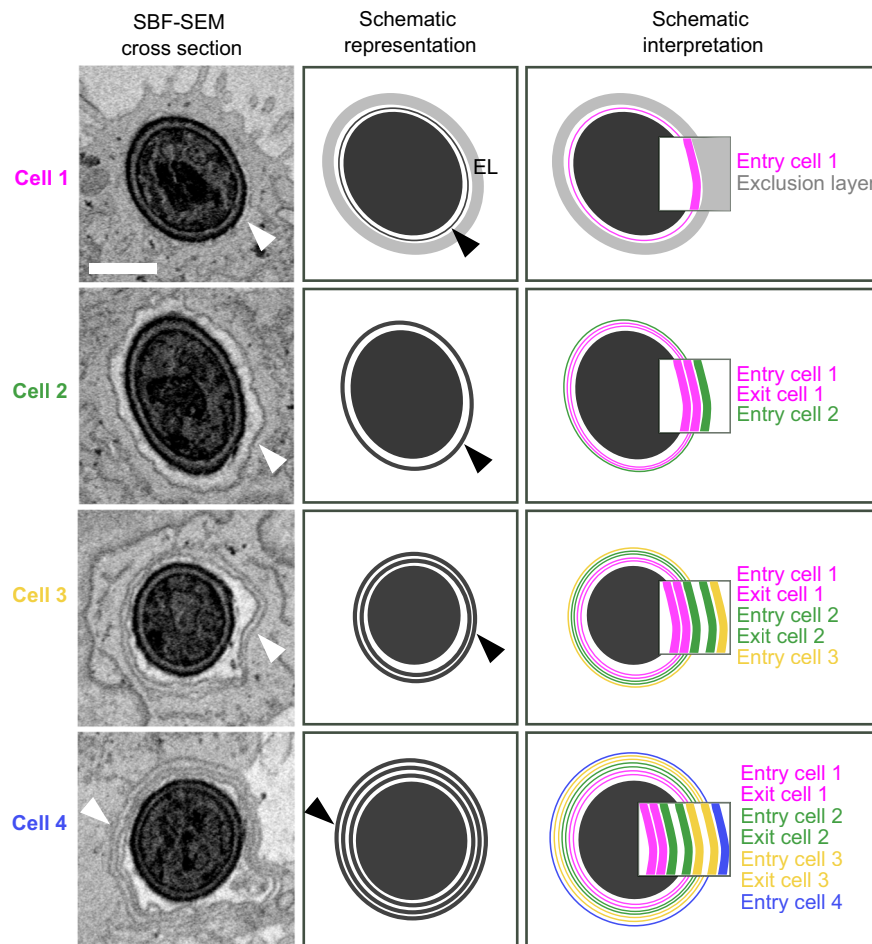 SBF-SEM
cross section
Schematic
representation
Schematic
interpretation
Cell 1
EL
Entry cell 1
Exclusion layer
Cell 2
Entry cell 1
Exit cell 1
Entry cell 2
Cell 3
Entry cell 1
Exit cell 1
Entry cell 2
Exit cell 2
Entry cell 3
Cell 4
Entry cell 1
Exit cell 1
Entry cell 2
Exit cell 2
Entry cell 3
Exit cell 3
Entry cell 4